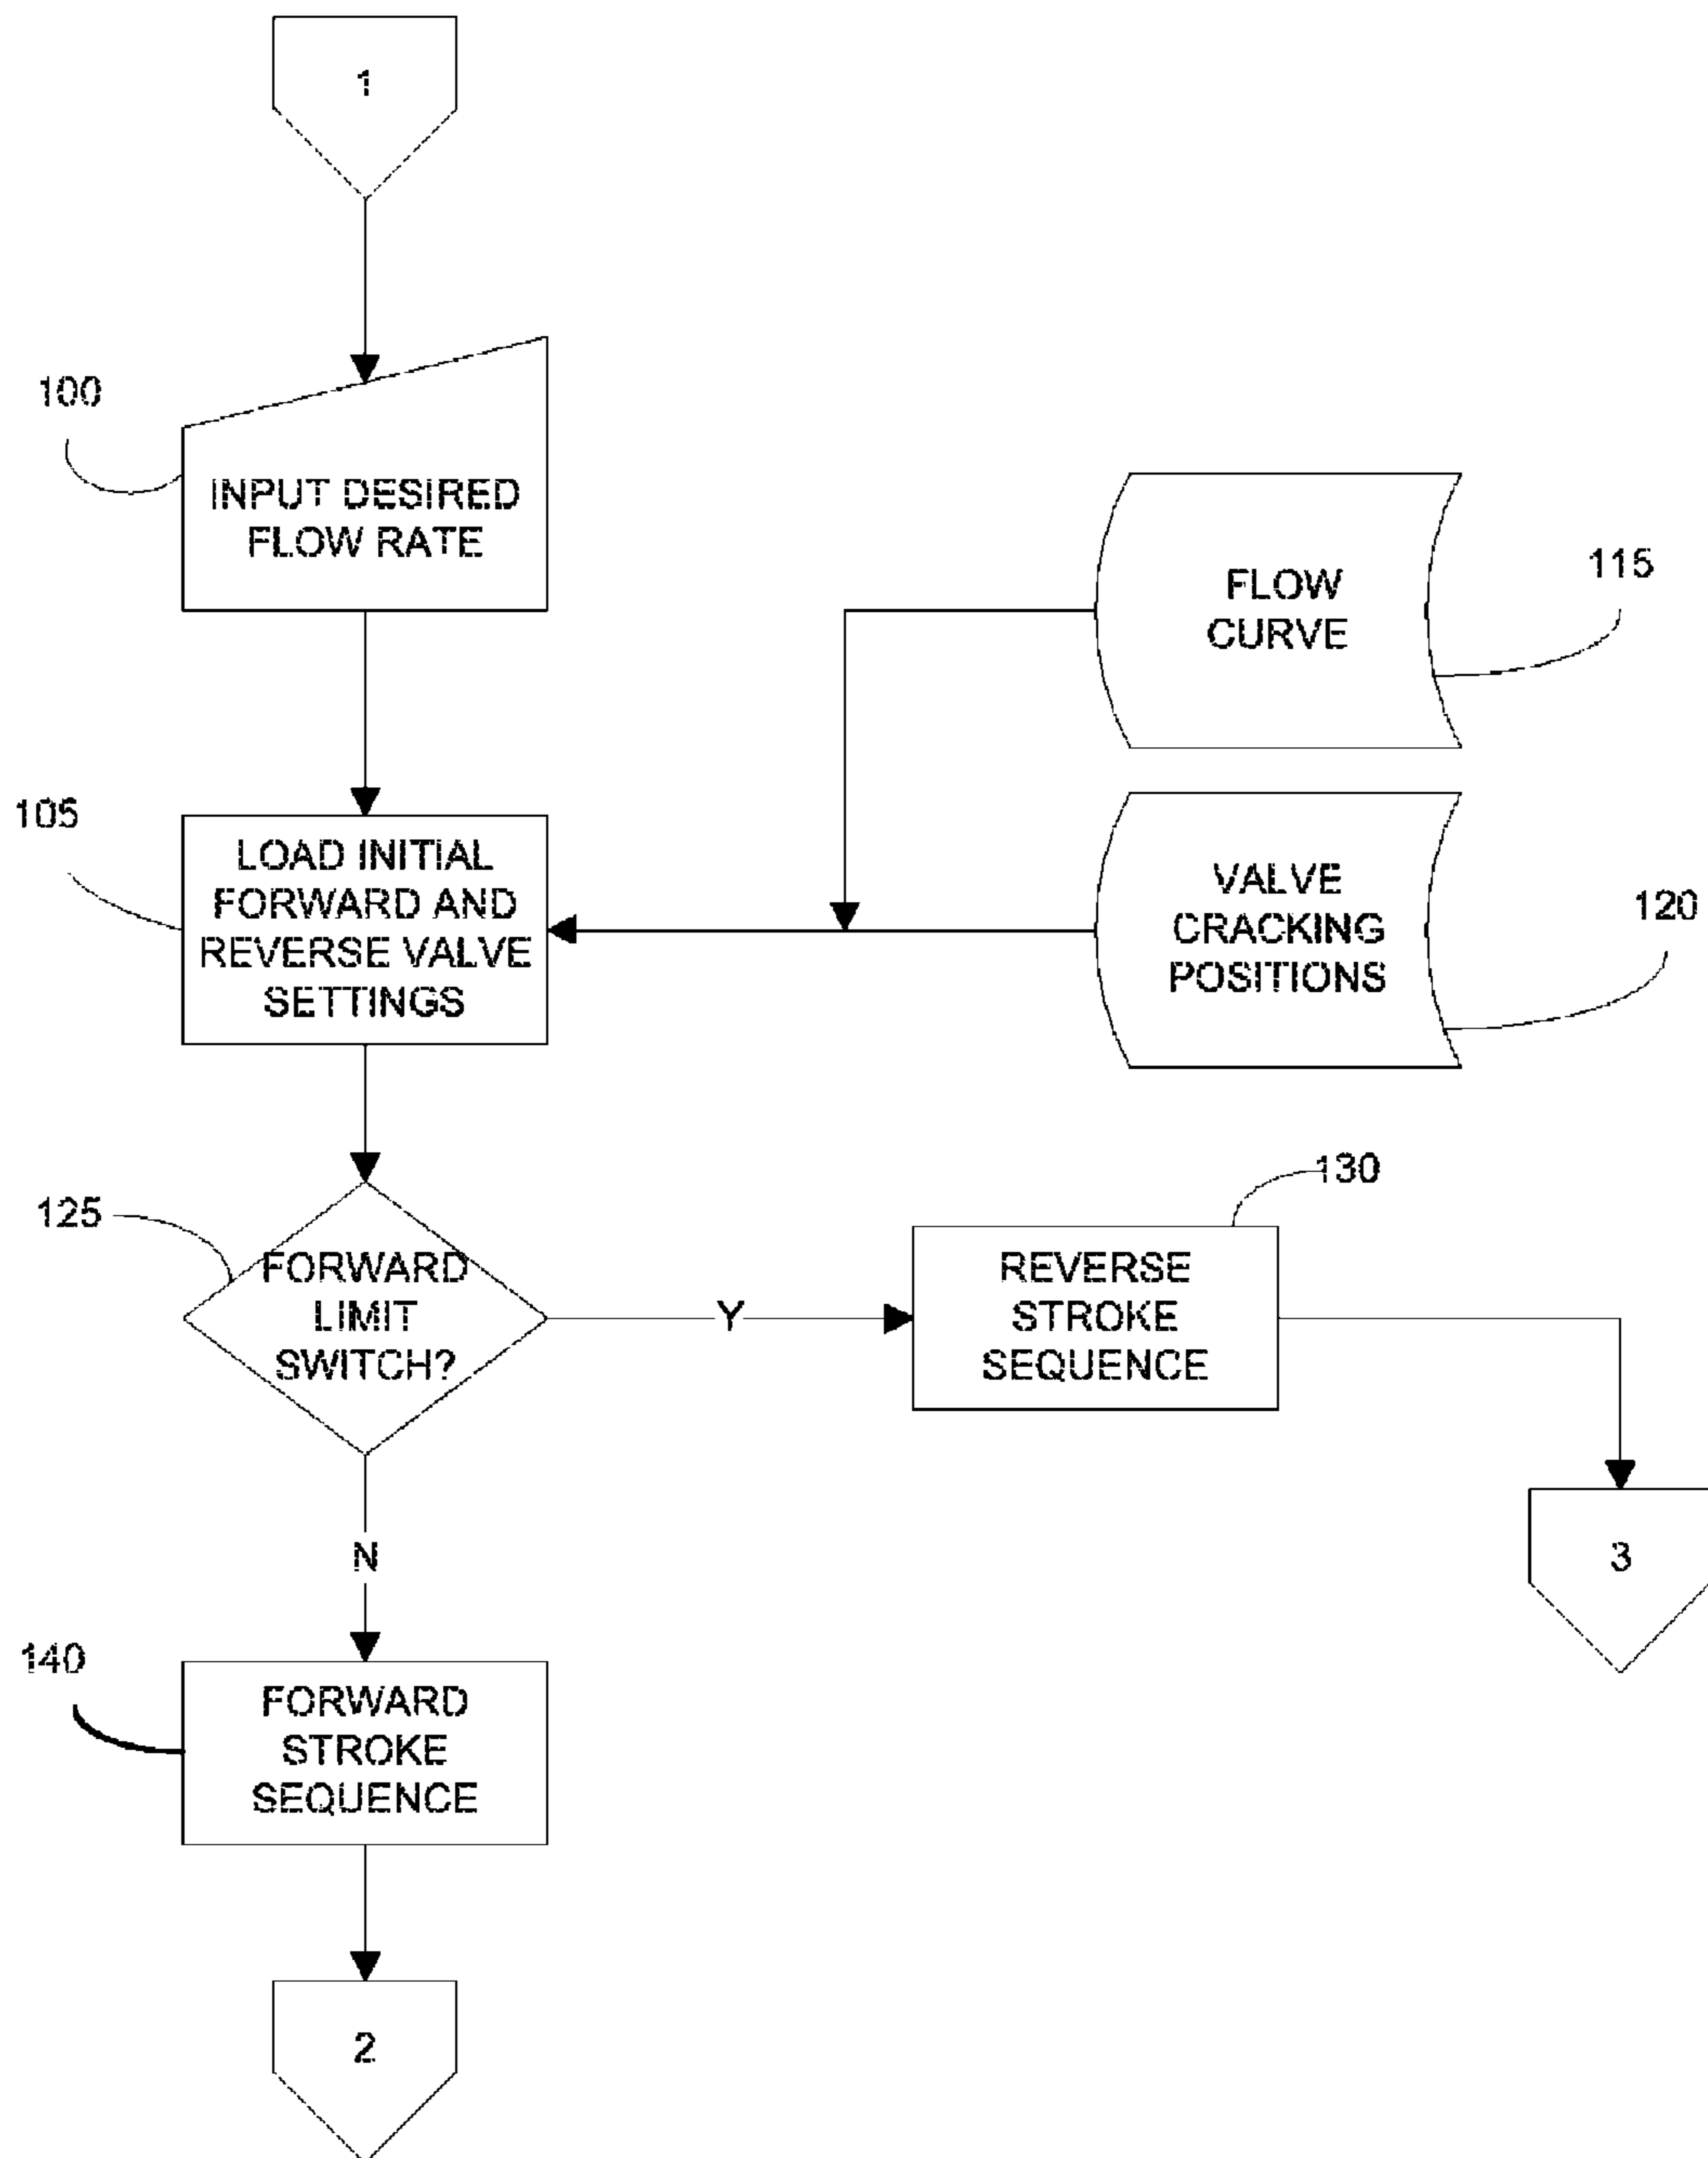 1
100
INPUT DESIRED
FLOW RATE
115
FLOW
CURVE
105
LOAD INITIAL
FORWARD AND
REVERSE VALVE
SETTINGS
VALVE
CRACKING
POSITIONS
120
125
FORWARD
LIMIT
SWITCH?
Y
130
REVERSE
STROKE
SEQUENCE
N
3
140
FORWARD
STROKE
SEQUENCE
2